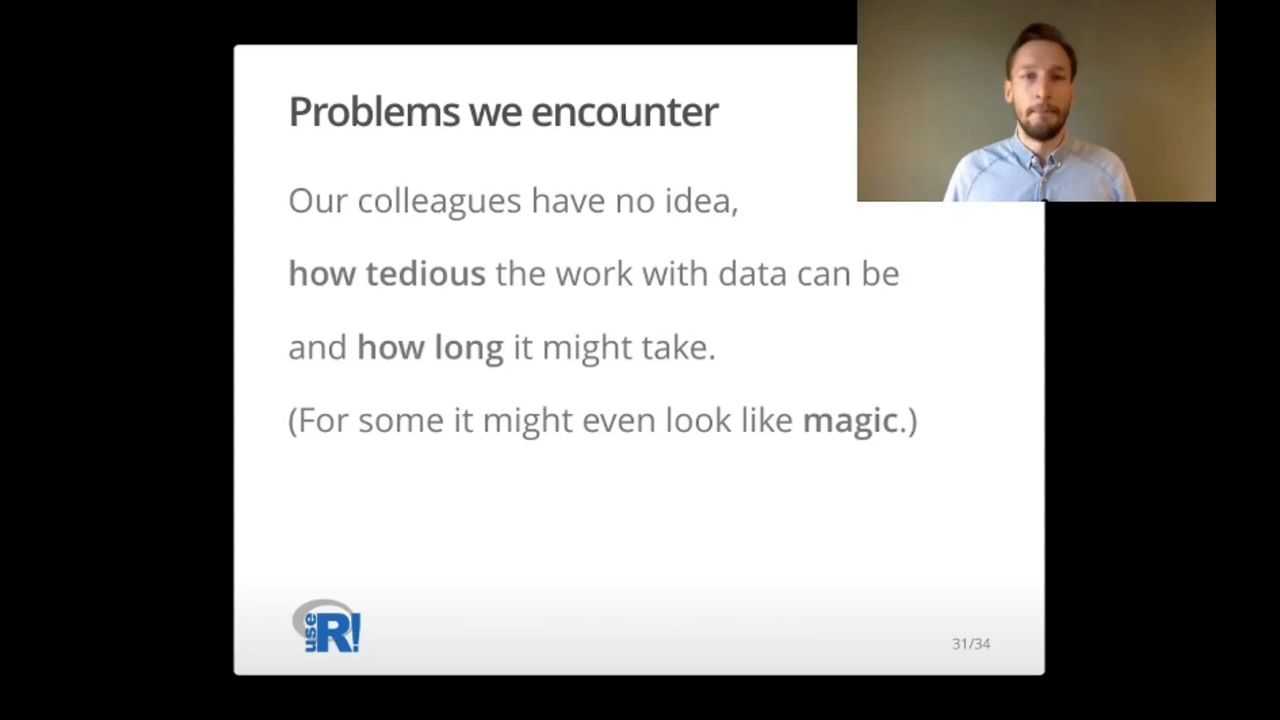 Problems we encounter
Our colleagues have no idea,
how tedious the work with data can be
and how long it might take.
(For some it might even look like magic.)
use R!
31/34